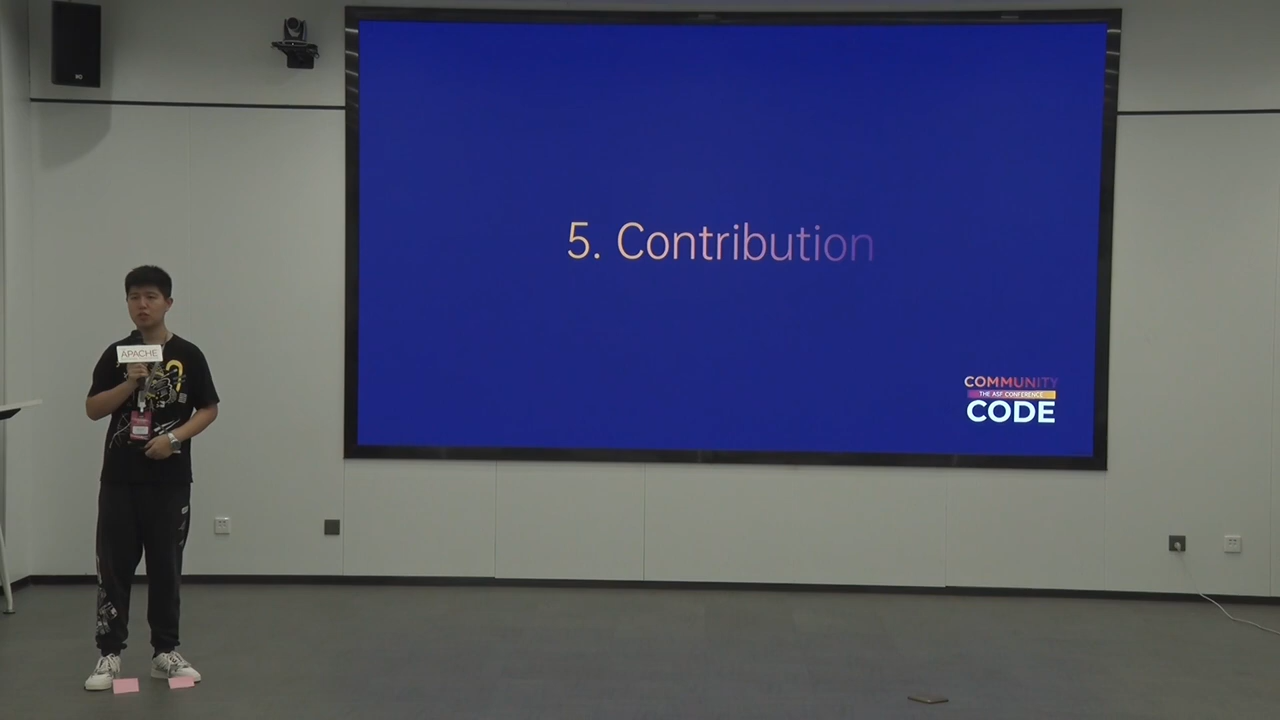 5. Contribution
COMMUNITY
THE ASF CONFERENCE
CODE
APACHE